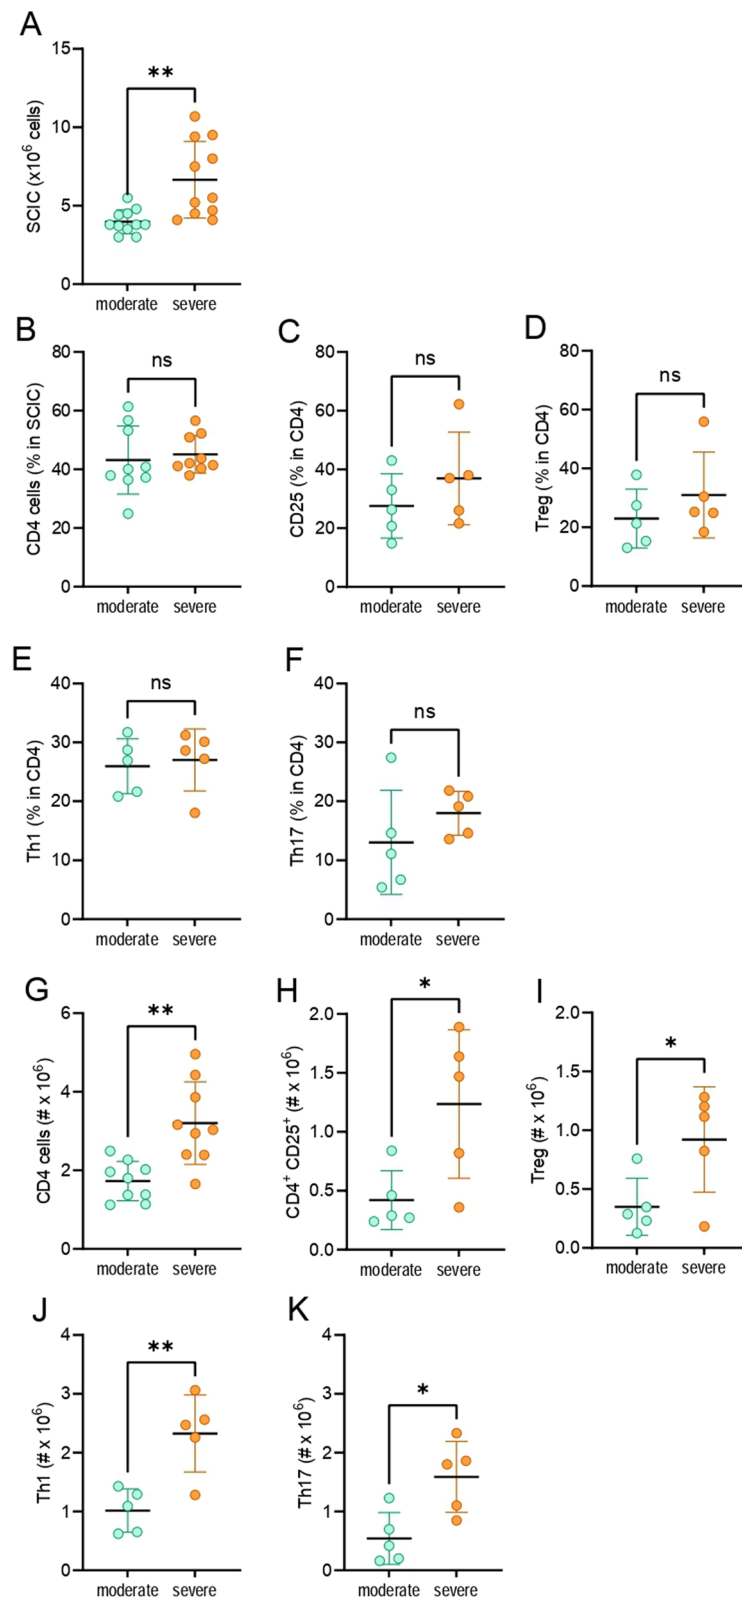 A
SCIC (x10⁶ cells)
15
10
5
0
**
moderate severe
B
CD4 cells (% in SCIC)
80
60
40
20
0
ns
moderate severe
C
CD25 (% in CD4)
80
60
40
20
0
ns
moderate severe
D
Treg (% in CD4)
80
60
40
20
0
ns
moderate severe
E
Th1 (% in CD4)
40
30
20
10
0
ns
moderate severe
F
Th17 (% in CD4)
40
30
20
10
0
ns
moderate severe
G
CD4 cells (# x 10⁶)
6
4
2
0
**
moderate severe
H
CD4⁺ CD25⁺ (# x 10⁶)
2.0
1.5
1.0
0.5
0.0
*
moderate severe
I
Treg (# x 10⁶)
2.0
1.5
1.0
0.5
0.0
*
moderate severe
J
Th1 (# x 10⁶)
4
3
2
1
0
**
moderate severe
K
Th17 (# x 10⁶)
4
3
2
1
0
*
moderate severe